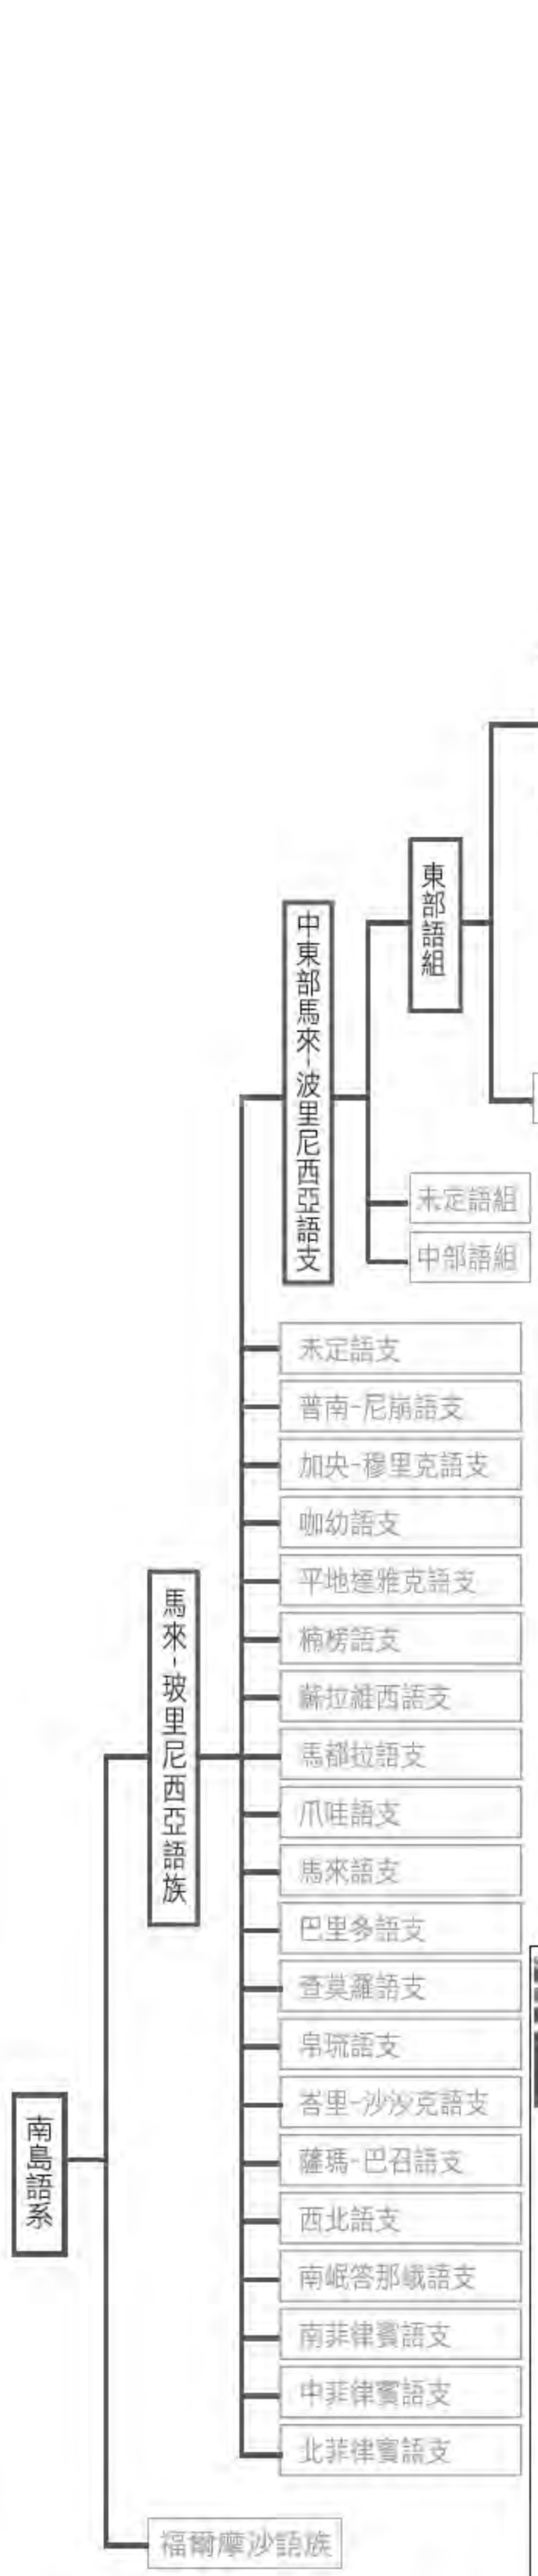 東部語組
中東部馬來-波里尼西亞語支
未定語組
中部語組
未定語支
普南-尼崩語支
加央-穆里克語支
咖幼語支
平地達雅克語支
楠榜語支
蘇拉維西語支
馬都拉語支
爪哇語支
馬來語支
巴里多語支
查莫羅語支
帛琉語支
峇里-沙沙克語支
薩瑪-巴召語支
西北語支
南岷答那峨語支
南菲律賓語支
中菲律賓語支
北菲律賓語支
馬來-玻里尼西亞語族
南島語系
福爾摩沙語族